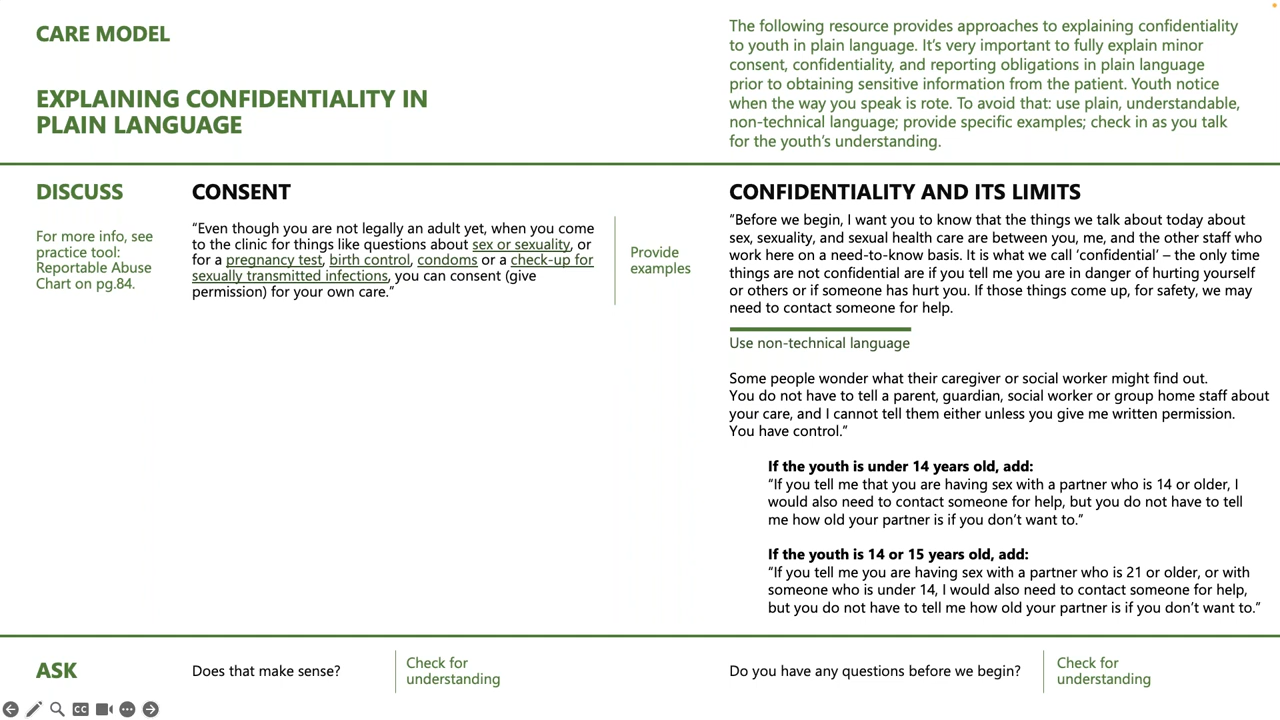 CARE MODEL
EXPLAINING CONFIDENTIALITY IN
PLAIN LANGUAGE
The following resource provides approaches to explaining confidentiality
to youth in plain language. It’s very important to fully explain minor
consent, confidentiality, and reporting obligations in plain language
prior to obtaining sensitive information from the patient. Youth notice
when the way you speak is rote. To avoid that: use plain, understandable,
non-technical language; provide specific examples; check in as you talk
for the youth’s understanding.
DISCUSS
For more info, see
practice tool:
Reportable Abuse
Chart on pg.84.
CONSENT
“Even though you are not legally an adult yet, when you come
to the clinic for things like questions about sex or sexuality, or
for a pregnancy test, birth control, condoms or a check-up for
sexually transmitted infections, you can consent (give
permission) for your own care.”
Provide
examples
CONFIDENTIALITY AND ITS LIMITS
“Before we begin, I want you to know that the things we talk about today about
sex, sexuality, and sexual health care are between you, me, and the other staff who
work here on a need-to-know basis. It is what we call ‘confidential’ – the only time
things are not confidential are if you tell me you are in danger of hurting yourself
or others or if someone has hurt you. If those things come up, for safety, we may
need to contact someone for help.
Use non-technical language
Some people wonder what their caregiver or social worker might find out.
You do not have to tell a parent, guardian, social worker or group home staff about
your care, and I cannot tell them either unless you give me written permission.
You have control.”
If the youth is under 14 years old, add:
“If you tell me that you are having sex with a partner who is 14 or older, I
would also need to contact someone for help, but you do not have to tell
me how old your partner is if you don’t want to.”
If the youth is 14 or 15 years old, add:
“If you tell me you are having sex with a partner who is 21 or older, or with
someone who is under 14, I would also need to contact someone for help,
but you do not have to tell me how old your partner is if you don’t want to.”
ASK
Does that make sense?
Check for
understanding
Do you have any questions before we begin?
Check for
understanding
CC